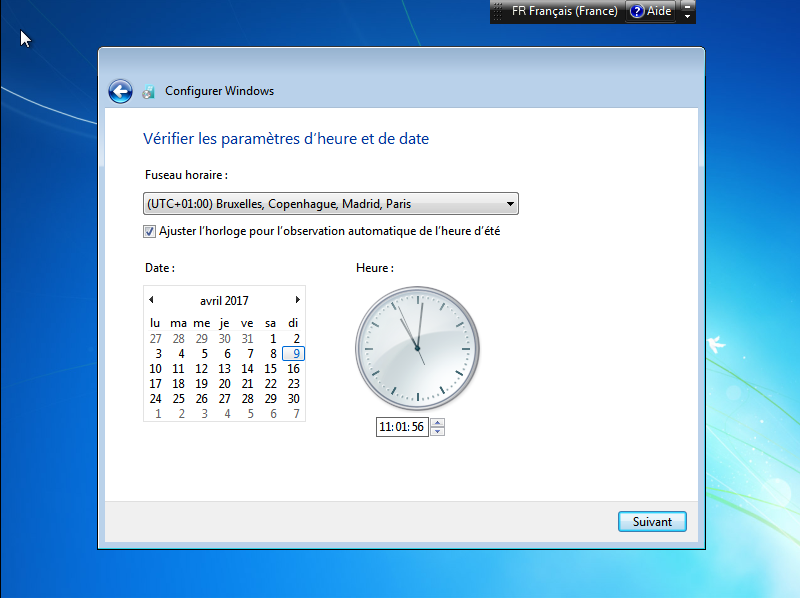 FR Français (France) Aide
Configurer Windows
Vérifier les paramètres d’heure et de date
Fuseau horaire :
(UTC+01:00) Bruxelles, Copenhague, Madrid, Paris
Ajuster l’horloge pour l’observation automatique de l’heure d’été
Date : Heure :
avril 2017
lu ma me je ve sa di
27 28 29 30 31 1 2
3 4 5 6 7 8 9
10 11 12 13 14 15 16
17 18 19 20 21 22 23
24 25 26 27 28 29 30
1 2 3 4 5 6 7
11:01:56
Suivant